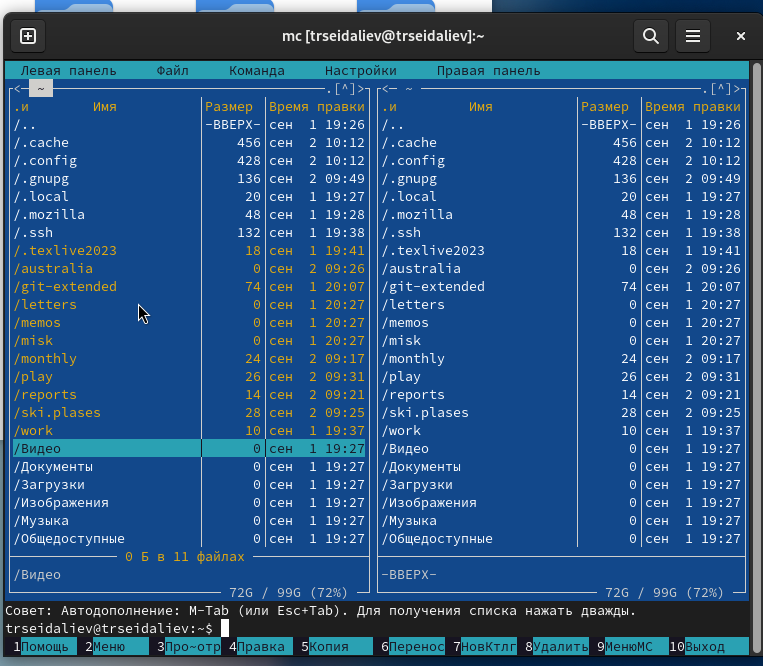 mc [trseidaliev@trseidaliev]:~
Левая панель Файл Команда Настройки Правая панель
<— ~ .[^]> <— ~ .[^]>
.и Имя Размер Время правки .и Имя Размер Время правки
/.. -ВВЕРХ- сен 1 19:26 /.. -ВВЕРХ- сен 1 19:26
/.cache 456 сен 2 10:12 /.cache 456 сен 2 10:12
/.config 428 сен 2 10:12 /.config 428 сен 2 10:12
/.gnupg 136 сен 2 09:49 /.gnupg 136 сен 2 09:49
/.local 20 сен 1 19:27 /.local 20 сен 1 19:27
/.mozilla 48 сен 1 19:28 /.mozilla 48 сен 1 19:28
/.ssh 132 сен 1 19:38 /.ssh 132 сен 1 19:38
/.texlive2023 18 сен 1 19:41 /.texlive2023 18 сен 1 19:41
/australia 0 сен 2 09:26 /australia 0 сен 2 09:26
/git-extended 74 сен 1 20:07 /git-extended 74 сен 1 20:07
/letters 0 сен 1 20:27 /letters 0 сен 1 20:27
/memos 0 сен 1 20:27 /memos 0 сен 1 20:27
/misk 0 сен 1 20:27 /misk 0 сен 1 20:27
/monthly 24 сен 2 09:17 /monthly 24 сен 2 09:17
/play 26 сен 2 09:31 /play 26 сен 2 09:31
/reports 14 сен 2 09:21 /reports 14 сен 2 09:21
/ski.plases 28 сен 2 09:25 /ski.plases 28 сен 2 09:25
/work 10 сен 1 19:37 /work 10 сен 1 19:37
/Видео 0 сен 1 19:27 /Видео 0 сен 1 19:27
/Документы 0 сен 1 19:27 /Документы 0 сен 1 19:27
/Загрузки 0 сен 1 19:27 /Загрузки 0 сен 1 19:27
/Изображения 0 сен 1 19:27 /Изображения 0 сен 1 19:27
/Музыка 0 сен 1 19:27 /Музыка 0 сен 1 19:27
/Общедоступные 0 сен 1 19:27 /Общедоступные 0 сен 1 19:27
0 Б в 11 файлах
/Видео -ВВЕРХ-
72G / 99G (72%) 72G / 99G (72%)
Совет: Автодополнение: M-Tab (или Esc+Tab). Для получения списка нажать дважды.
trseidaliev@trseidaliev:~$
1Помощь 2Меню 3Про~отр 4Правка 5Копия 6Перенос 7НовКтлг 8Удалить 9МенюМС 10Выход